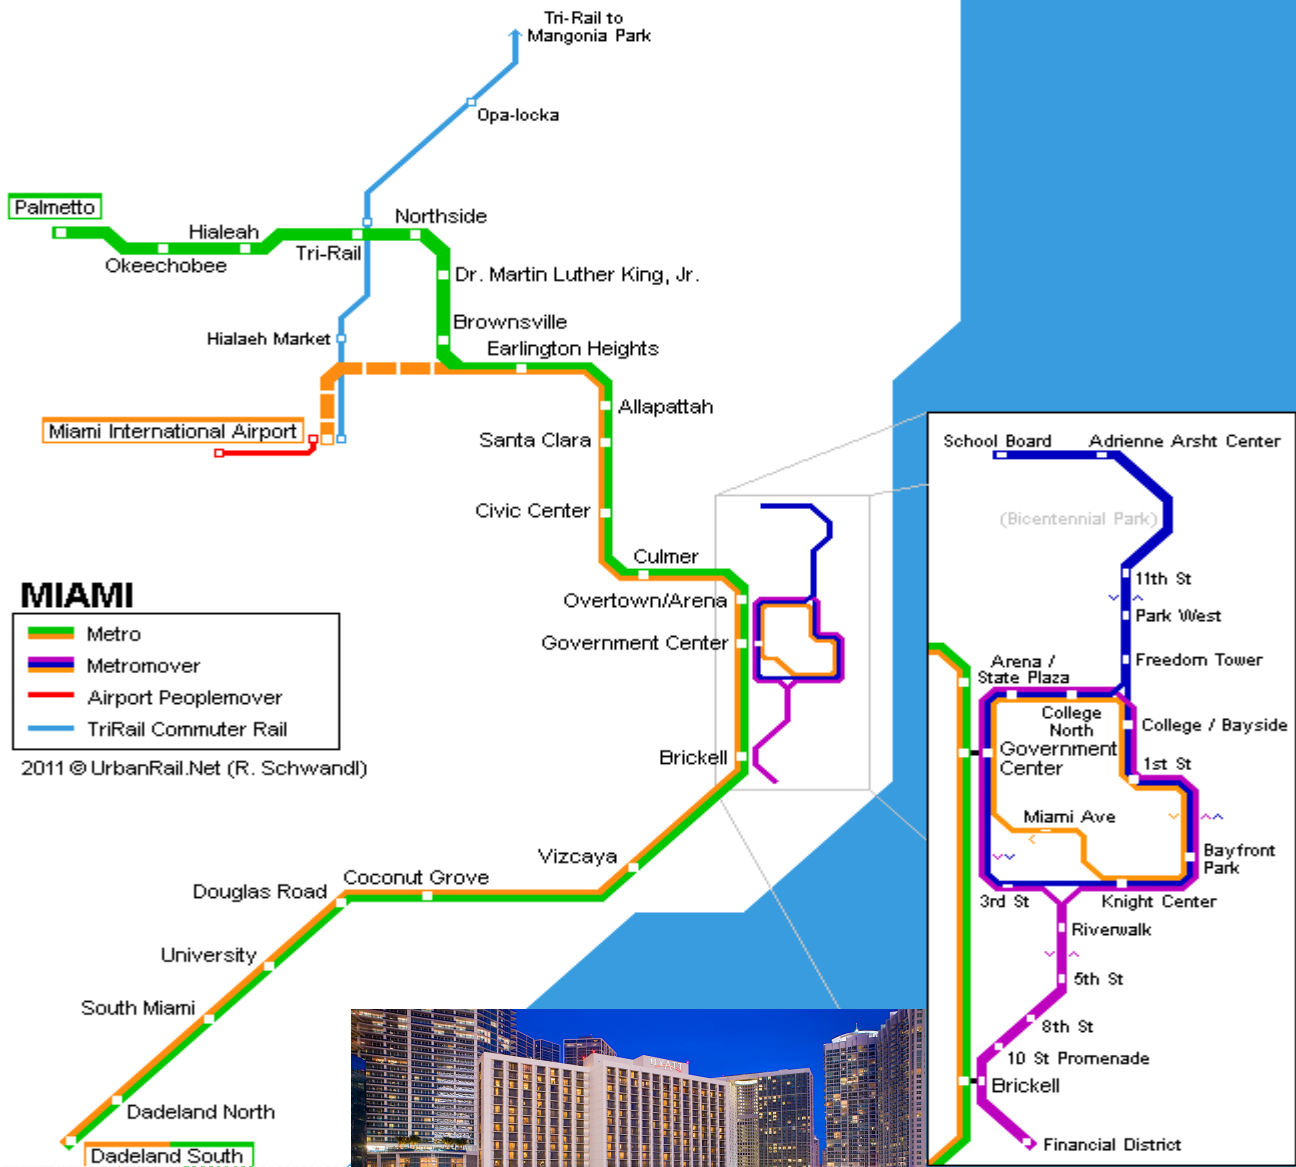 Tri-Rail to
Mangonia Park
Opa-locka
Palmetto
Northside
Hialeah
Tri-Rail
Okeechobee
Dr. Martin Luther King, Jr.
Brownsville
Hialaeh Market
Earlington Heights
Allapattah
Miami International Airport
Santa Clara
Civic Center
Culmer
Overtown/Arena
Government Center
Brickell
MIAMI
Metro
Metromover
Airport Peoplemover
TriRail Commuter Rail
2011 © UrbanRail.Net (R. Schwandl)
Vizcaya
Coconut Grove
Douglas Road
University
South Miami
Dadeland North
Dadeland South
School Board
Adrienne Arsht Center
(Bicentennial Park)
11th St
Park West
Freedom Tower
Arena /
State Plaza
College
North
College / Bayside
Government
Center
1st St
Miami Ave
Bayfront
Park
3rd St
Knight Center
Riverwalk
5th St
8th St
10 St Promenade
Brickell
Financial District
HYATT